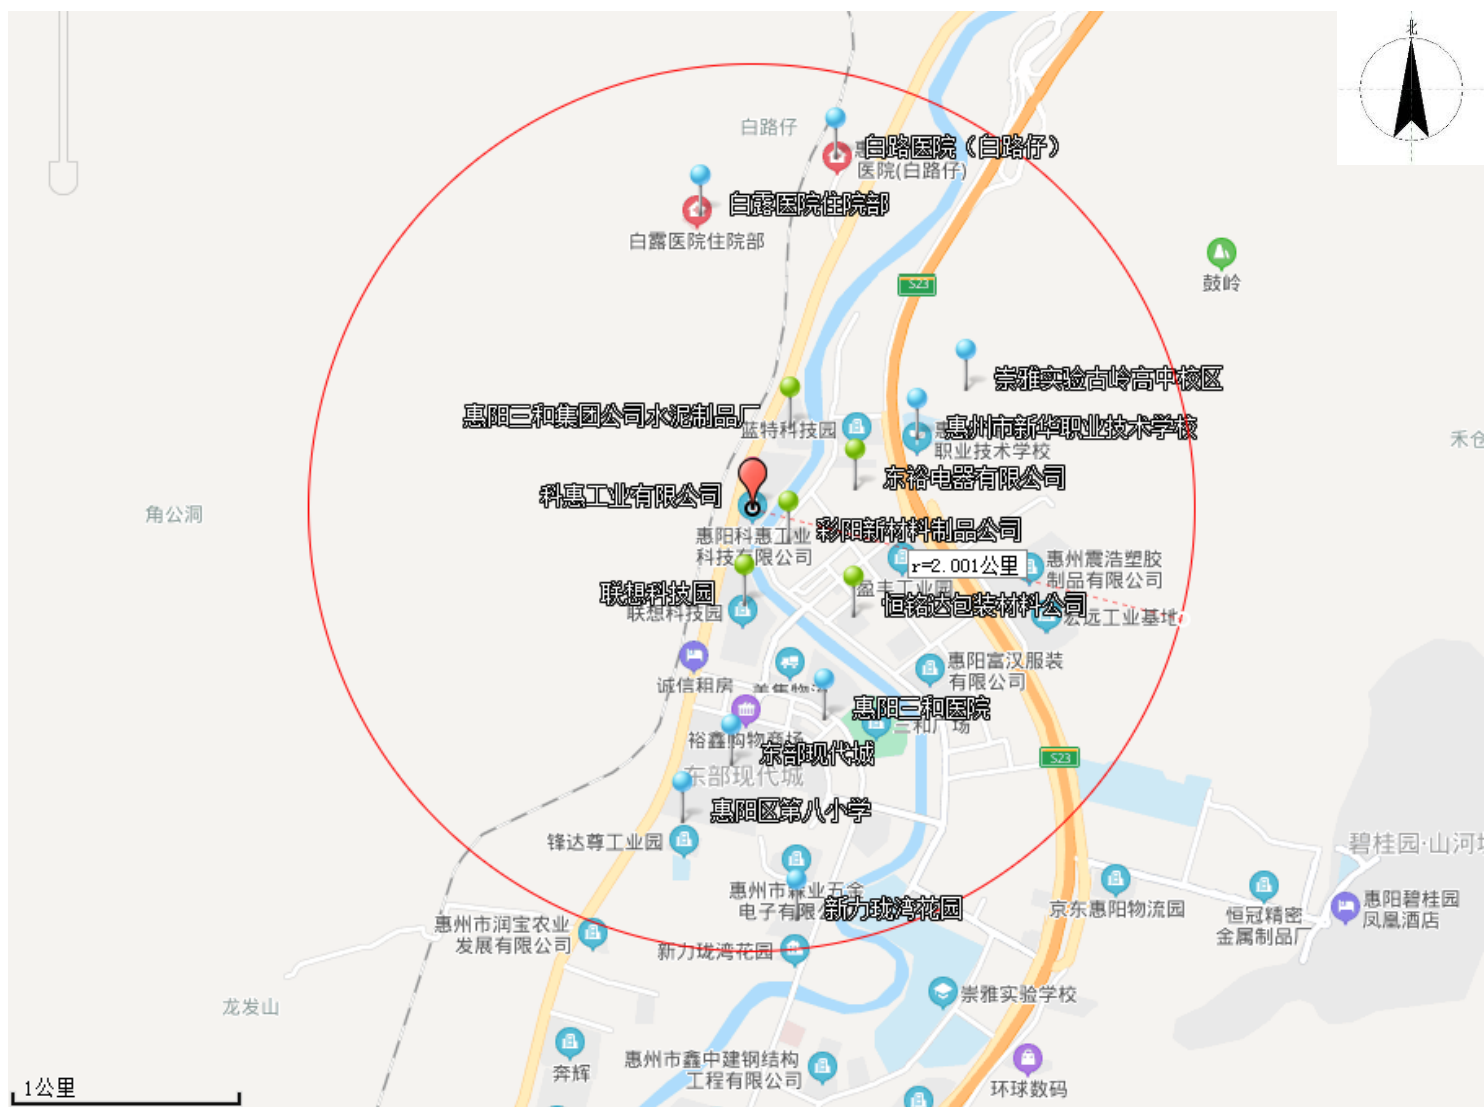 北
白路仔
白路医院（白路仔）
医院(白路仔)
白露医院住院部
白露医院住院部
S23
鼓岭
崇雅实验古岭高中校区
惠阳三和集团公司水泥制品厂
蓝特科技园
惠州市新华职业技术学校
职业技术学校
禾仓
东裕电器有限公司
科惠工业有限公司
角公洞
彩阳新材料制品公司
惠阳科惠工业
科技有限公司
r=2.001公里
惠州震浩塑胶
制品有限公司
盈丰工业园
联想科技园
联想科技园
恒铭达包装材料公司
宏远工业基地
惠阳富汉服装
有限公司
诚信租房
美集物流
惠阳三和医院
三和广场
裕鑫购物商场
东部现代城
东部现代城
S23
惠阳区第八小学
锋达尊工业园
碧桂园·山河城
惠州市霖业五金
电子有限公
新力珑湾花园
京东惠阳物流园
恒冠精密
金属制品厂
惠阳碧桂园
凤凰酒店
惠州市润宝农业
发展有限公司
新力珑湾花园
崇雅实验学校
龙发山
惠州市鑫中建钢结构
工程有限公司
奔辉
环球数码
1公里